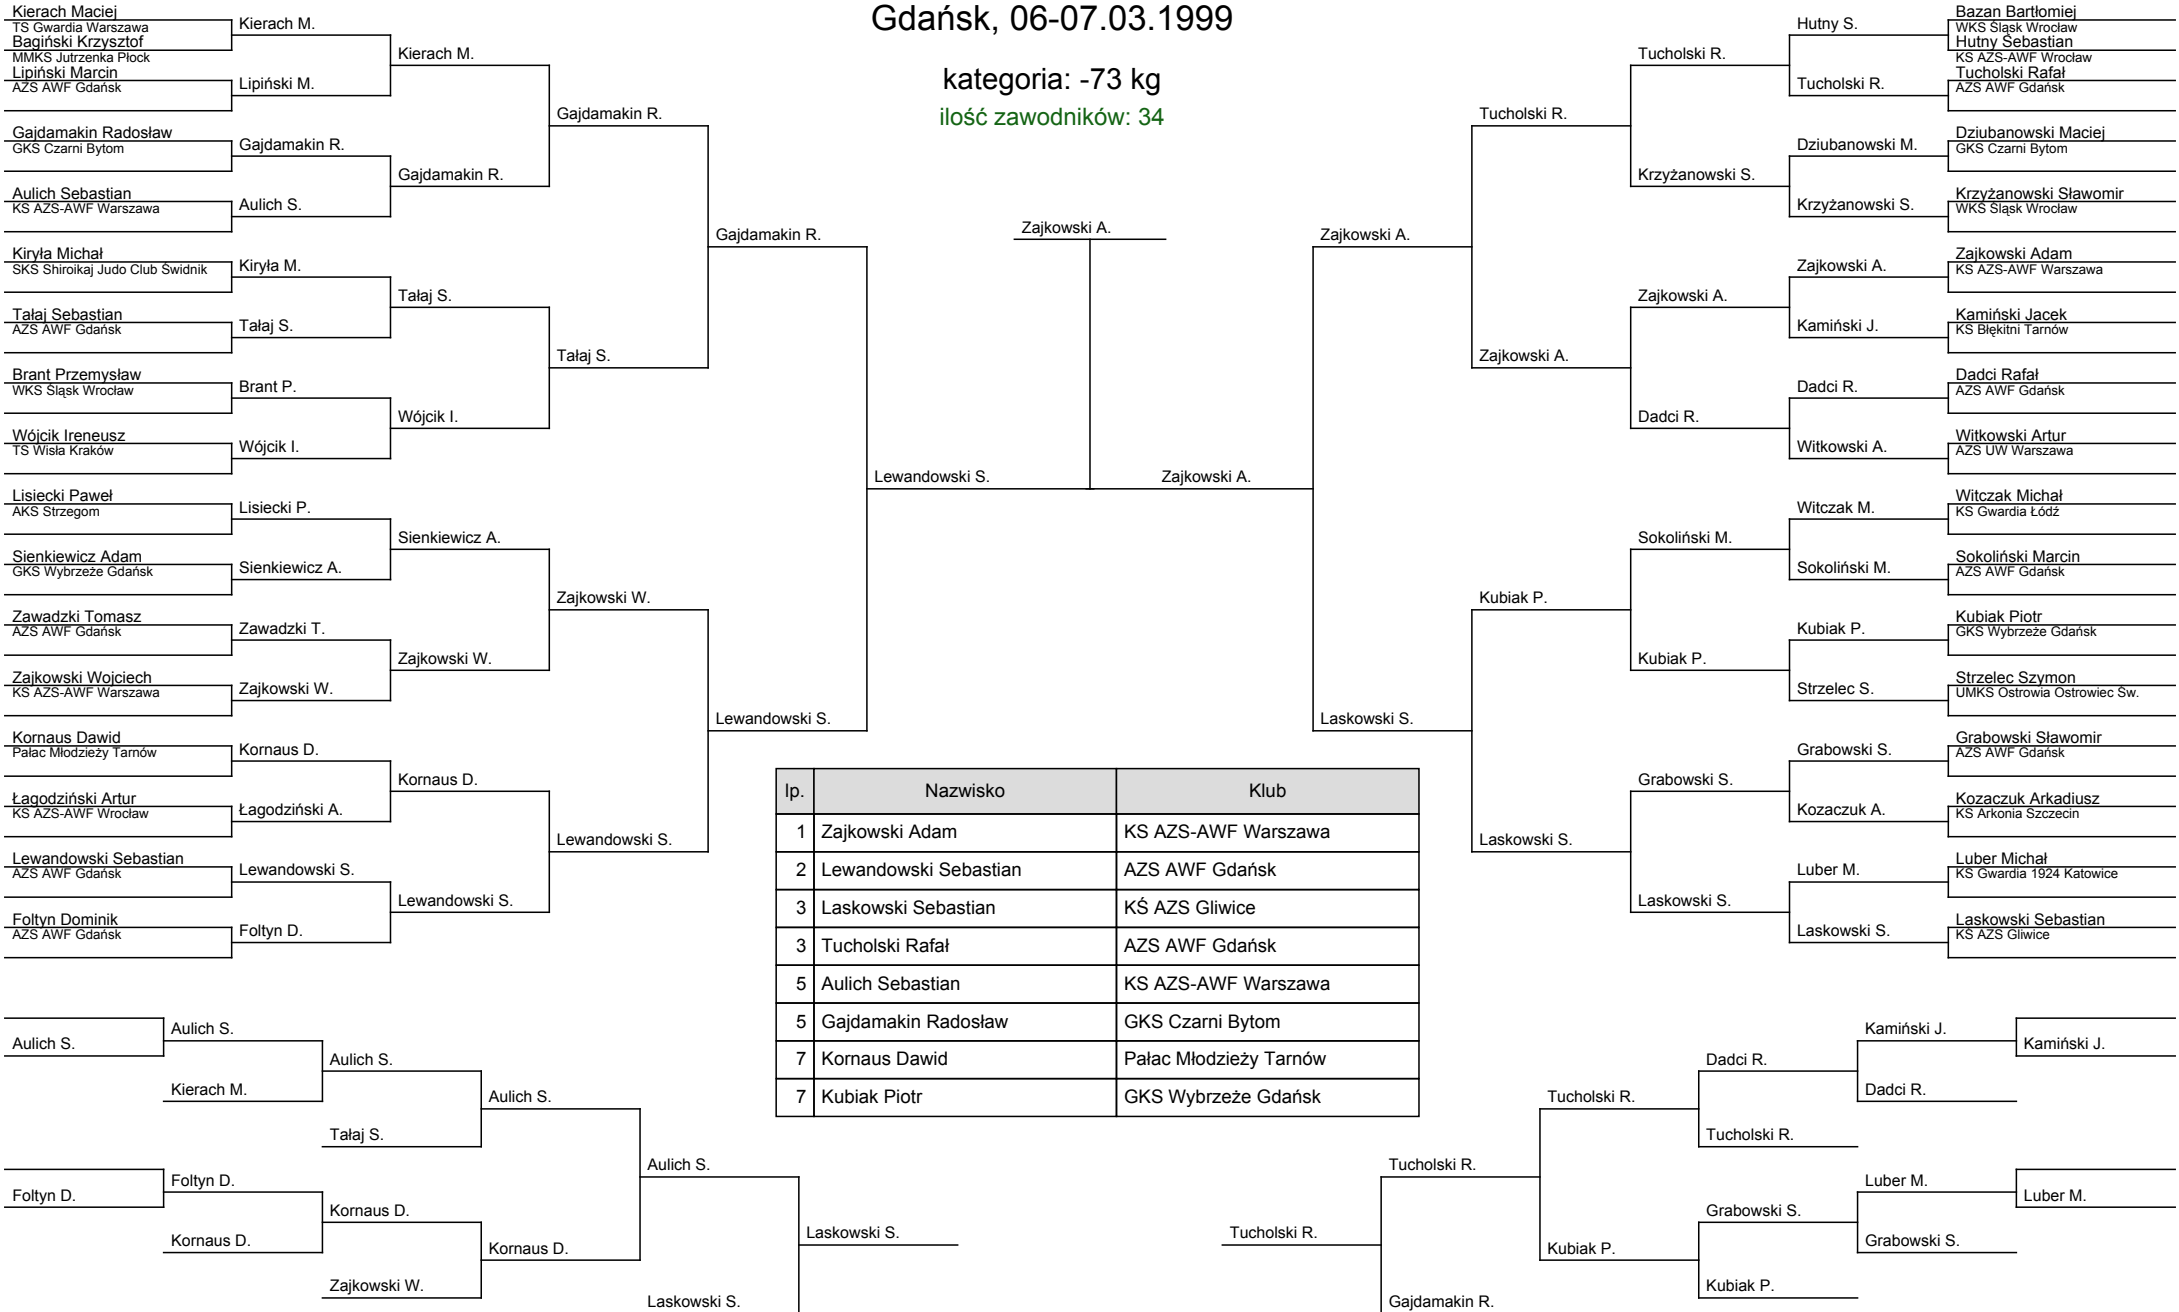 Gdańsk, 06-07.03.1999
kategoria: -73 kg
ilość zawodników: 34
Kierach Maciej
TS Gwardia Warszawa
Bagiński Krzysztof
MMKS Jutrzenka Płock
Lipiński Marcin
AZS AWF Gdańsk
Gajdamakin Radosław
GKS Czarni Bytom
Aulich Sebastian
KS AZS-AWF Warszawa
Kiryła Michał
SKS Shiroikaj Judo Club Świdnik
Tałaj Sebastian
AZS AWF Gdańsk
Brant Przemysław
WKS Śląsk Wrocław
Wójcik Ireneusz
TS Wisła Kraków
Lisiecki Paweł
AKS Strzegom
Sienkiewicz Adam
GKS Wybrzeże Gdańsk
Zawadzki Tomasz
AZS AWF Gdańsk
Zajkowski Wojciech
KS AZS-AWF Warszawa
Kornaus Dawid
Pałac Młodzieży Tarnów
Łagodziński Artur
KS AZS-AWF Wrocław
Lewandowski Sebastian
AZS AWF Gdańsk
Foltyn Dominik
AZS AWF Gdańsk
Kierach M.
Lipiński M.
Gajdamakin R.
Aulich S.
Kiryła M.
Tałaj S.
Brant P.
Wójcik I.
Lisiecki P.
Sienkiewicz A.
Zawadzki T.
Zajkowski W.
Kornaus D.
Łagodziński A.
Lewandowski S.
Foltyn D.
Kierach M.
Gajdamakin R.
Tałaj S.
Wójcik I.
Sienkiewicz A.
Zajkowski W.
Kornaus D.
Lewandowski S.
Gajdamakin R.
Tałaj S.
Zajkowski W.
Lewandowski S.
Gajdamakin R.
Lewandowski S.
Lewandowski S.
Zajkowski A.
Zajkowski A.
Zajkowski A.
Laskowski S.
Tucholski R.
Zajkowski A.
Kubiak P.
Laskowski S.
Tucholski R.
Krzyżanowski S.
Zajkowski A.
Dadci R.
Sokoliński M.
Kubiak P.
Grabowski S.
Laskowski S.
Hutny S.
Tucholski R.
Dziubanowski M.
Krzyżanowski S.
Zajkowski A.
Kamiński J.
Dadci R.
Witkowski A.
Witczak M.
Sokoliński M.
Kubiak P.
Strzelec S.
Grabowski S.
Kozaczuk A.
Luber M.
Laskowski S.
Bazan Bartłomiej
WKS Śląsk Wrocław
Hutny Sebastian
KS AZS-AWF Wrocław
Tucholski Rafał
AZS AWF Gdańsk
Dziubanowski Maciej
GKS Czarni Bytom
Krzyżanowski Sławomir
WKS Śląsk Wrocław
Zajkowski Adam
KS AZS-AWF Warszawa
Kamiński Jacek
KS Błękitni Tarnów
Dadci Rafał
AZS AWF Gdańsk
Witkowski Artur
AZS UW Warszawa
Witczak Michał
KS Gwardia Łódź
Sokoliński Marcin
AZS AWF Gdańsk
Kubiak Piotr
GKS Wybrzeże Gdańsk
Strzelec Szymon
UMKS Ostrowia Ostrowiec Św.
Grabowski Sławomir
AZS AWF Gdańsk
Kozaczuk Arkadiusz
KS Arkonia Szczecin
Luber Michał
KS Gwardia 1924 Katowice
Laskowski Sebastian
KŚ AZS Gliwice
lp. Nazwisko Klub
1 Zajkowski Adam KS AZS-AWF Warszawa
2 Lewandowski Sebastian AZS AWF Gdańsk
3 Laskowski Sebastian KŚ AZS Gliwice
3 Tucholski Rafał AZS AWF Gdańsk
5 Aulich Sebastian KS AZS-AWF Warszawa
5 Gajdamakin Radosław GKS Czarni Bytom
7 Kornaus Dawid Pałac Młodzieży Tarnów
7 Kubiak Piotr GKS Wybrzeże Gdańsk
Aulich S.
Foltyn D.
Aulich S.
Kierach M.
Foltyn D.
Kornaus D.
Aulich S.
Tałaj S.
Kornaus D.
Zajkowski W.
Aulich S.
Kornaus D.
Aulich S.
Laskowski S.
Laskowski S.
Tucholski R.
Tucholski R.
Gajdamakin R.
Tucholski R.
Kubiak P.
Dadci R.
Tucholski R.
Grabowski S.
Kubiak P.
Kamiński J.
Dadci R.
Luber M.
Grabowski S.
Kamiński J.
Luber M.